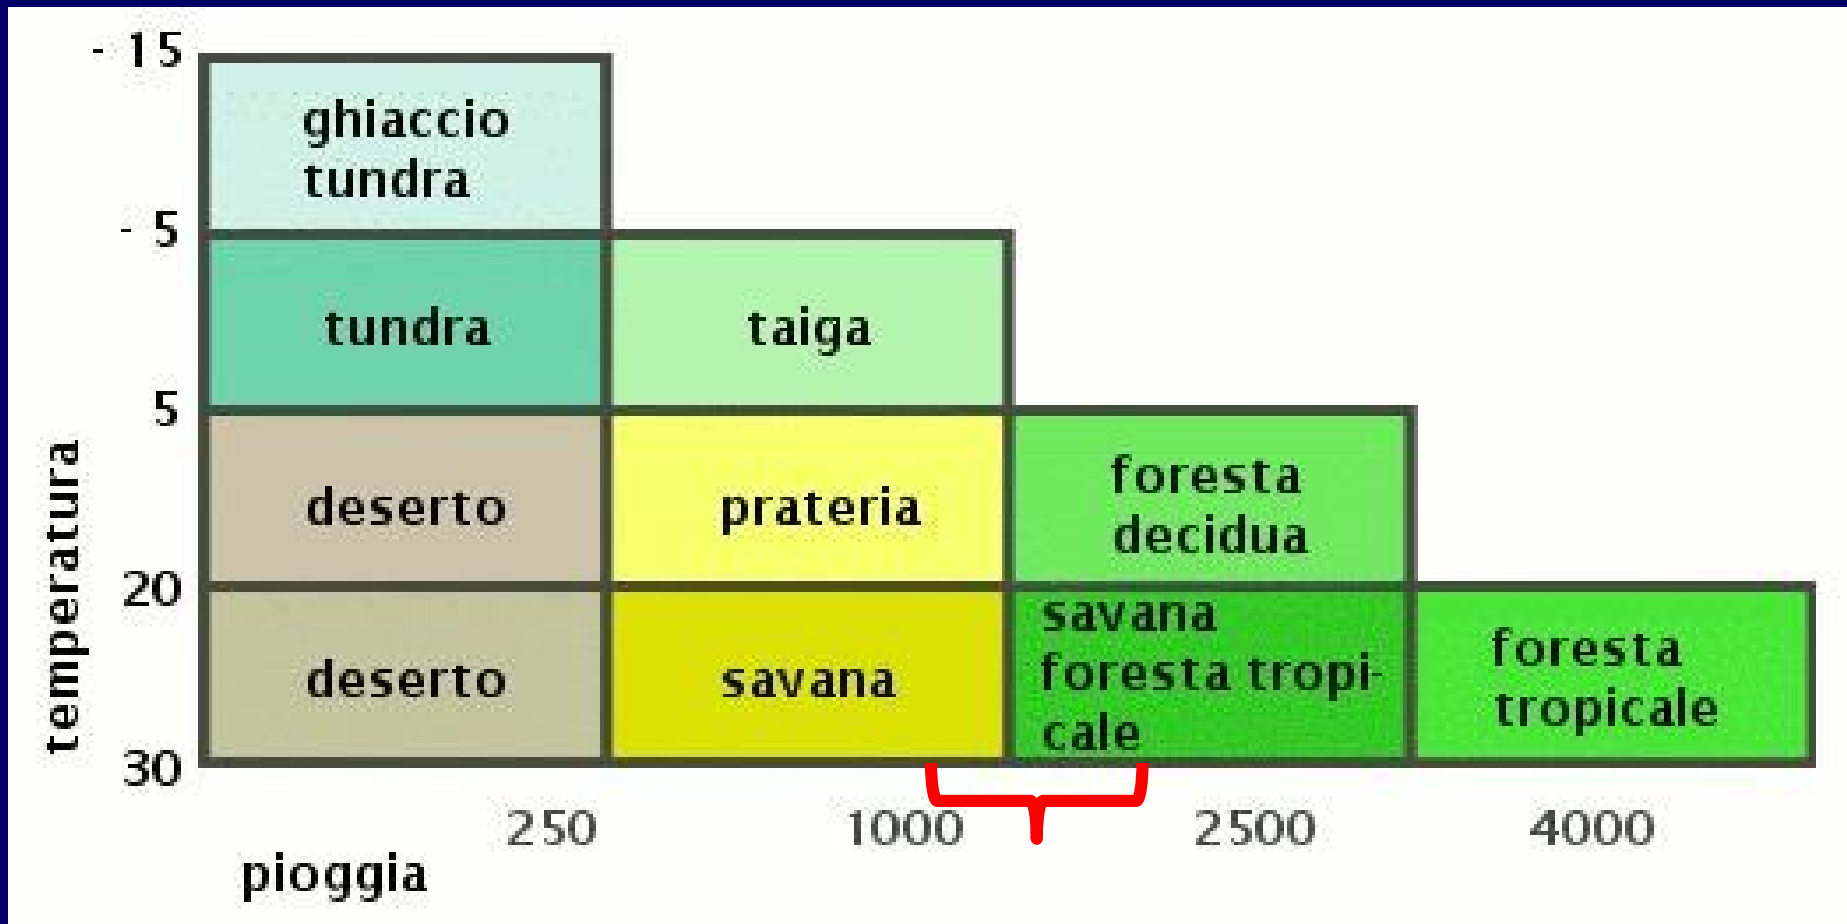 - 15
ghiaccio
tundra
- 5
tundra
taiga
5
deserto
prateria
foresta
decidua
20
deserto
savana
savana
foresta tropi-
cale
foresta
tropicale
30
temperatura
250
1000
2500
4000
pioggia